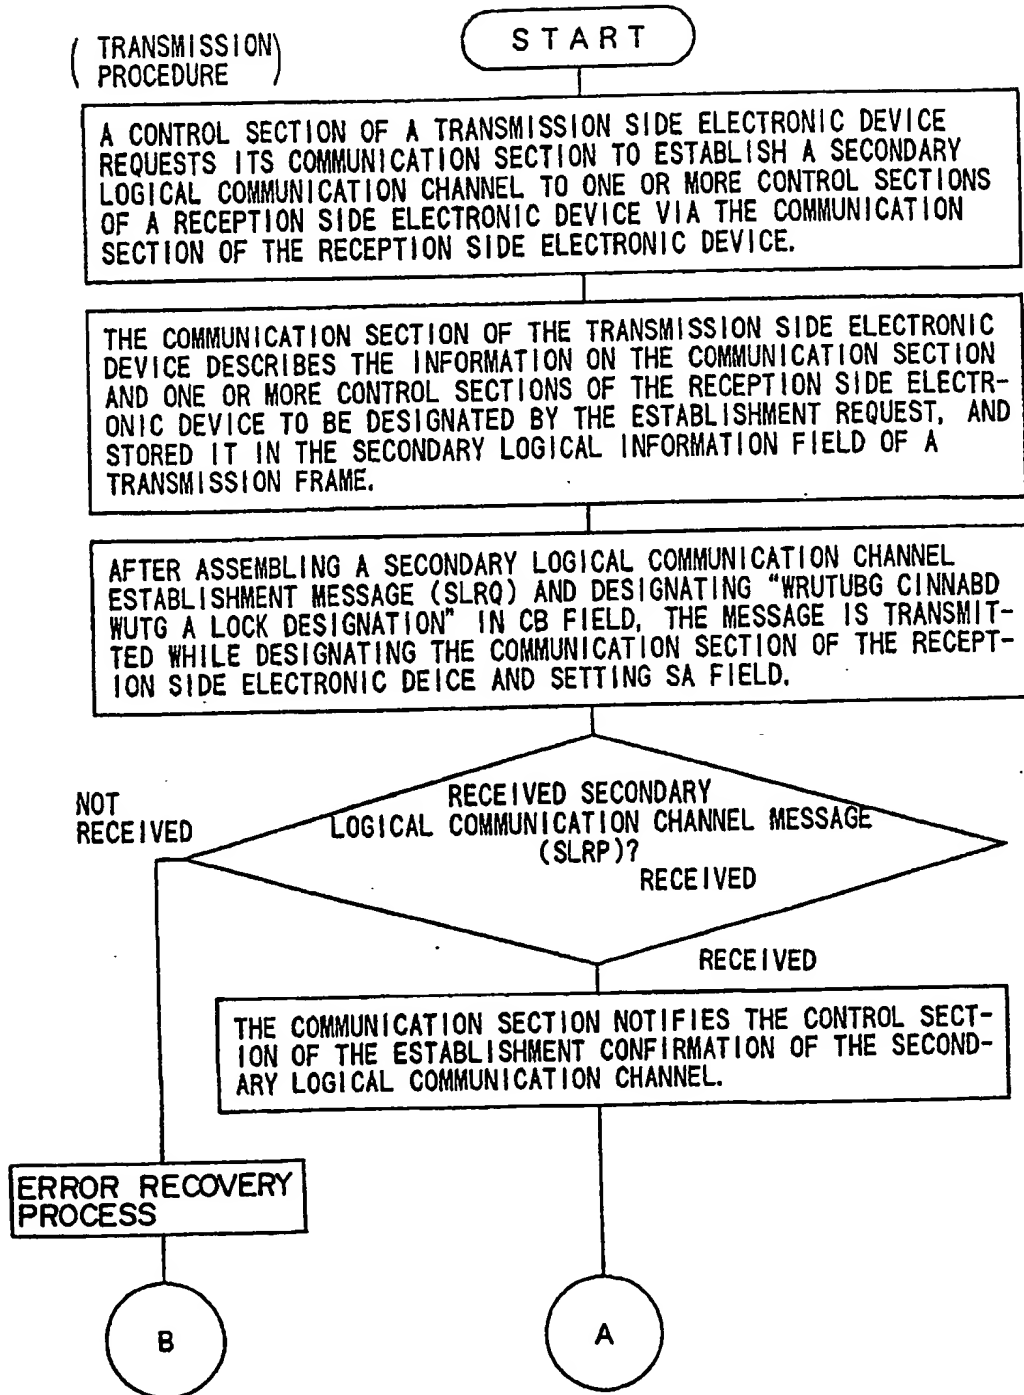 ( TRANSMISSION
PROCEDURE )
START
A CONTROL SECTION OF A TRANSMISSION SIDE ELECTRONIC DEVICE
REQUESTS ITS COMMUNICATION SECTION TO ESTABLISH A SECONDARY
LOGICAL COMMUNICATION CHANNEL TO ONE OR MORE CONTROL SECTIONS
OF A RECEPTION SIDE ELECTRONIC DEVICE VIA THE COMMUNICATION
SECTION OF THE RECEPTION SIDE ELECTRONIC DEVICE.
THE COMMUNICATION SECTION OF THE TRANSMISSION SIDE ELECTRONIC
DEVICE DESCRIBES THE INFORMATION ON THE COMMUNICATION SECTION
AND ONE OR MORE CONTROL SECTIONS OF THE RECEPTION SIDE ELECTR-
ONIC DEVICE TO BE DESIGNATED BY THE ESTABLISHMENT REQUEST, AND
STORED IT IN THE SECONDARY LOGICAL INFORMATION FIELD OF A
TRANSMISSION FRAME.
AFTER ASSEMBLING A SECONDARY LOGICAL COMMUNICATION CHANNEL
ESTABLISHMENT MESSAGE (SLRQ) AND DESIGNATING "WRUTUBG CINNABD
WUTG A LOCK DESIGNATION" IN CB FIELD, THE MESSAGE IS TRANSMIT-
TED WHILE DESIGNATING THE COMMUNICATION SECTION OF THE RECEPT-
ION SIDE ELECTRONIC DEICE AND SETTING SA FIELD.
NOT
RECEIVED
RECEIVED SECONDARY
LOGICAL COMMUNICATION CHANNEL MESSAGE
(SLRP)?
RECEIVED
RECEIVED
THE COMMUNICATION SECTION NOTIFIES THE CONTROL SECT-
ION OF THE ESTABLISHMENT CONFIRMATION OF THE SECOND-
ARY LOGICAL COMMUNICATION CHANNEL.
ERROR RECOVERY
PROCESS
B
A